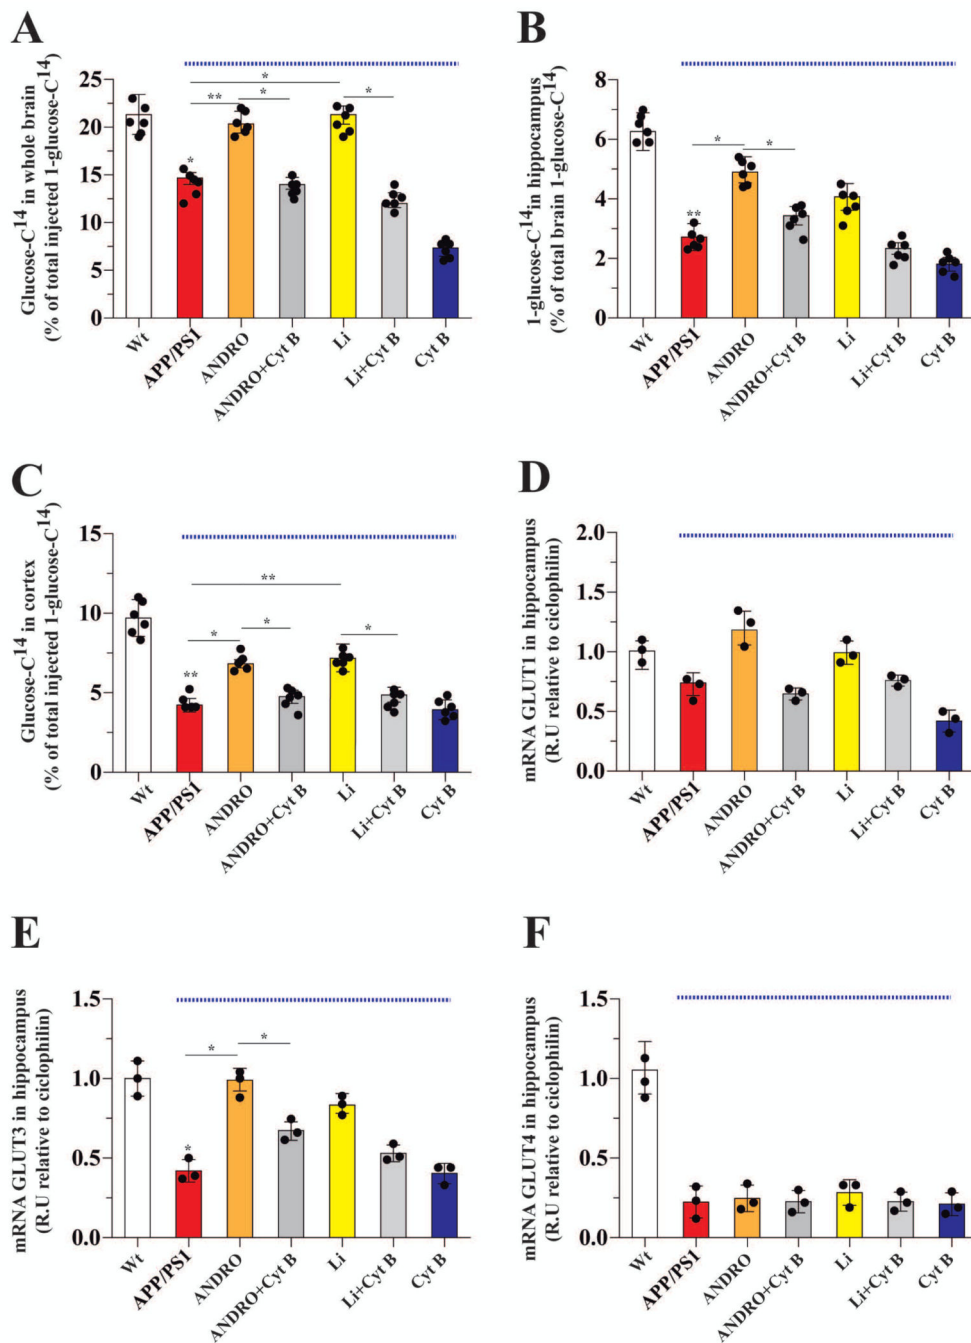 A
Glucose-C14 in whole brain
(% of total injected 1-glucose-C14)
25
20
15
10
5
0
*
**
*
*
*
Wt
APP/PS1
ANDRO
ANDRO+Cyt B
Li
Li+Cyt B
Cyt B
B
1-glucose-C14 in hippocampus
(% of total brain 1-glucose-C14)
8
6
4
2
0
*
*
**
Wt
APP/PS1
ANDRO
ANDRO+Cyt B
Li
Li+Cyt B
Cyt B
C
Glucose-C14 in cortex
(% of total injected 1-glucose-C14)
15
10
5
0
**
*
*
*
**
Wt
APP/PS1
ANDRO
ANDRO+Cyt B
Li
Li+Cyt B
Cyt B
D
mRNA GLUT1 in hippocampus
(R.U relative to ciclophilin)
2.0
1.5
1.0
0.5
0.0
Wt
APP/PS1
ANDRO
ANDRO+Cyt B
Li
Li+Cyt B
Cyt B
E
mRNA GLUT3 in hippocampus
(R.U relative to ciclophilin)
1.5
1.0
0.5
0.0
*
*
*
Wt
APP/PS1
ANDRO
ANDRO+Cyt B
Li
Li+Cyt B
Cyt B
F
mRNA GLUT4 in hippocampus
(R.U relative to ciclophilin)
1.5
1.0
0.5
0.0
Wt
APP/PS1
ANDRO
ANDRO+Cyt B
Li
Li+Cyt B
Cyt B